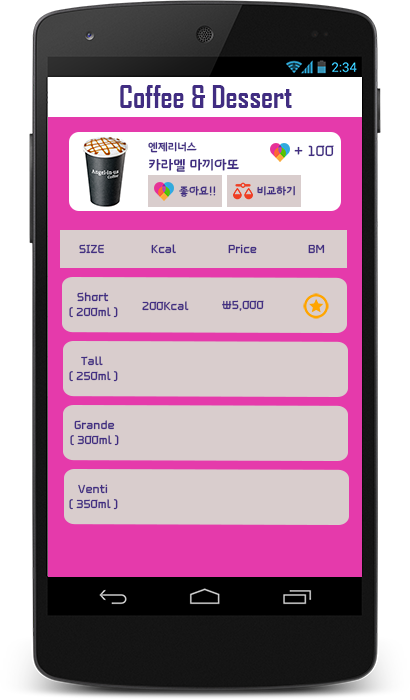 2:34
Coffee & Dessert
엔제리너스
+ 100
카라멜 마끼아또
Angel-in-us
Coffee
좋아요!!
비교하기
SIZE Kcal Price BM
Short
( 200ml ) 200Kcal ₩5,000
Tall
( 250ml )
Grande
( 300ml )
Venti
( 350ml )